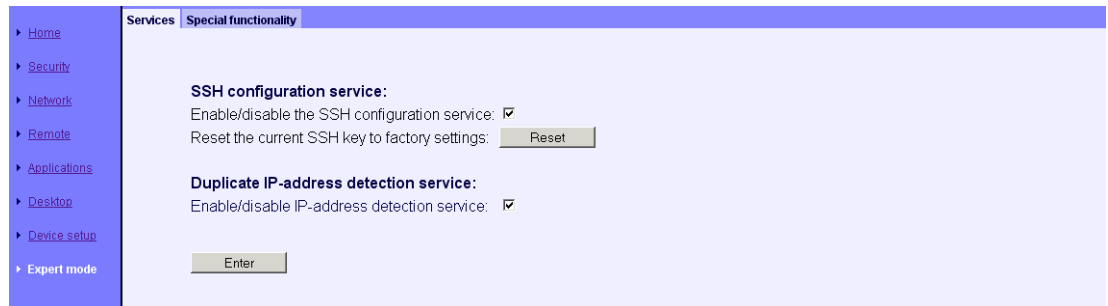 Services Special functionality
Home
Security
Network
Remote
Applications
Desktop
Device setup
Expert mode
SSH configuration service:
Enable/disable the SSH configuration service:
Reset the current SSH key to factory settings: Reset
Duplicate IP-address detection service:
Enable/disable IP-address detection service:
Enter